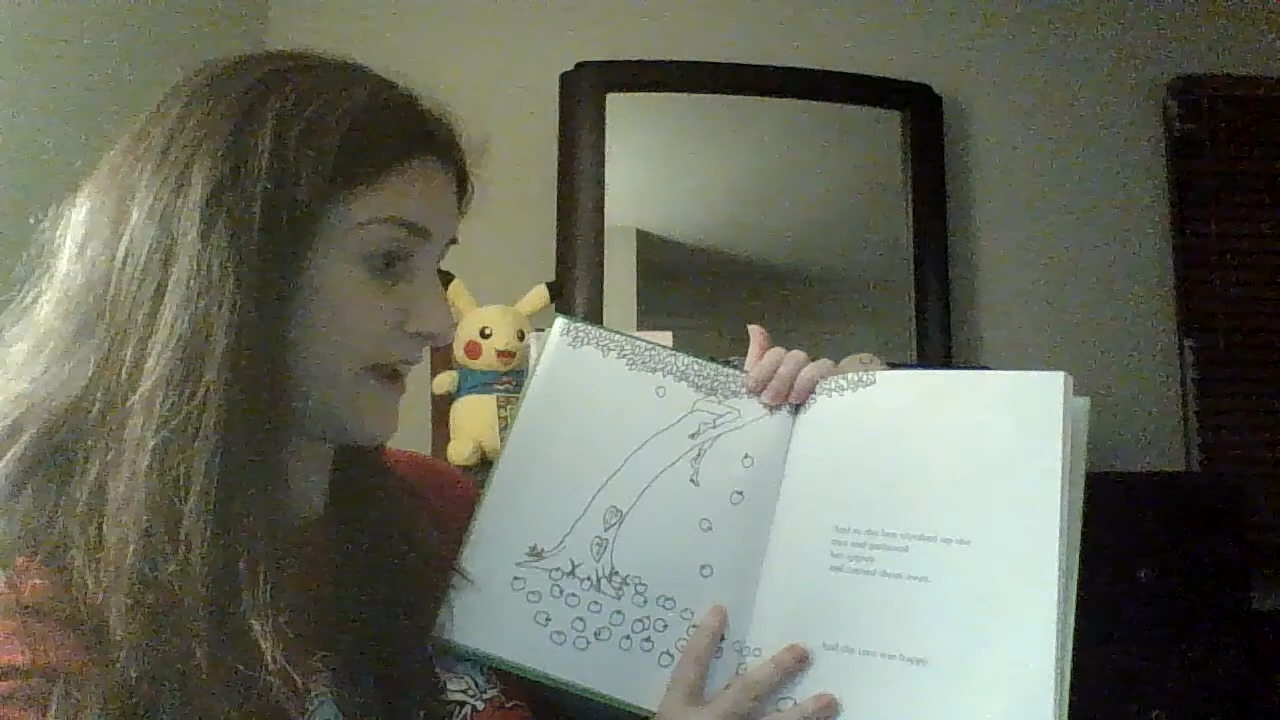 And so the boy climbed up the
tree and gathered
her apples
and carried them away.
And the tree was happy.